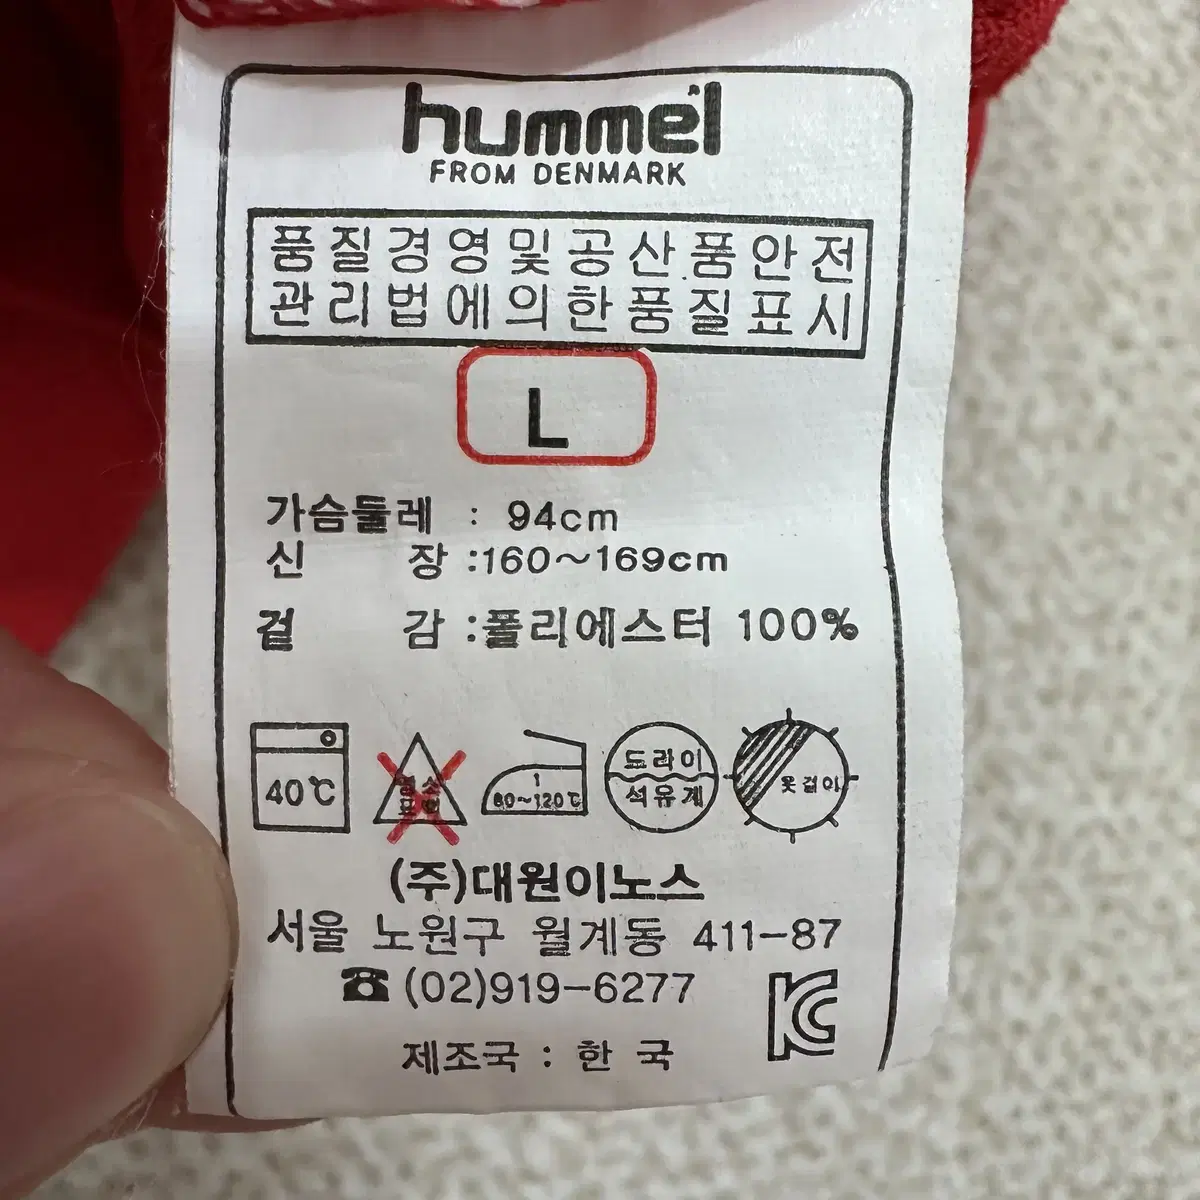 hummel
FROM DENMARK
품질경영및공산품안전
관리법에의한품질표시
L
가슴둘레 : 94cm
신 장 :160~169cm
겉 감 :폴리에스터 100%
40℃
염소
표백
1
80~120℃
드라이
석유계
옷걸이
(주)대원이노스
서울 노원구 월계동 411-87
☎(02)919-6277
제조국 : 한 국